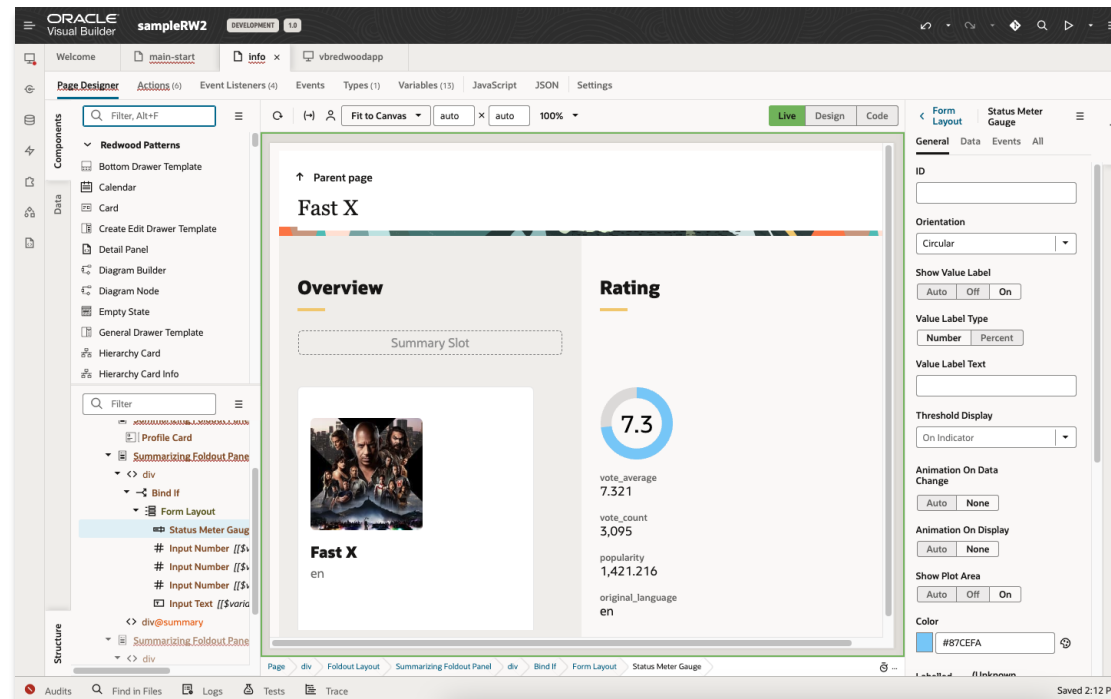 ORACLE
Visual Builder
sampleRW2
DEVELOPMENT
1.0
Welcome
main-start
info ×
vbredwoodapp
Page Designer
Actions (6)
Event Listeners (4)
Events
Types (1)
Variables (13)
JavaScript
JSON
Settings
Components
Data
Filter, Alt+F
Redwood Patterns
Bottom Drawer Template
Calendar
Card
Create Edit Drawer Template
Detail Panel
Diagram Builder
Diagram Node
Empty State
General Drawer Template
Hierarchy Card
Hierarchy Card Info
Structure
Filter
Profile Card
Summarizing Foldout Pane
<> div
Bind If
Form Layout
Status Meter Gaug
# Input Number [[$v
# Input Number [[$v
# Input Number [[$v
Input Text [[$varia
<> div@summary
Summarizing Foldout Pane
<> div
Fit to Canvas
auto × auto
100%
Live
Design
Code
Parent page
Fast X
Overview
Summary Slot
Fast X
en
Rating
7.3
vote_average
7.321
vote_count
3,095
popularity
1,421.216
original_language
en
Page
div
Foldout Layout
Summarizing Foldout Panel
div
Bind If
Form Layout
Status Meter Gauge
Form
Layout
Status Meter
Gauge
General
Data
Events
All
ID
Orientation
Circular
Show Value Label
Auto Off On
Value Label Type
Number Percent
Value Label Text
Threshold Display
On Indicator
Animation On Data
Change
Auto None
Animation On Display
Auto None
Show Plot Area
Auto Off On
Color
#87CEFA
Audits
Find in Files
Logs
Tests
Trace
Saved 2:12 P